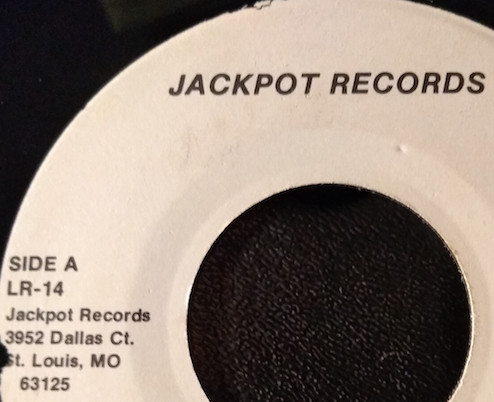 JACKPOT RECORDS
SIDE A
LR-14
Jackpot Records
3952 Dallas Ct.
St. Louis, MO
63125